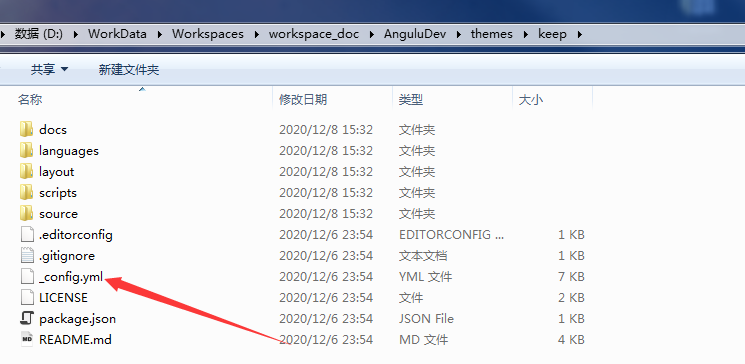 数据 (D:) WorkData Workspaces workspace_doc AnguluDev themes keep
共享 新建文件夹
名称 修改日期 类型 大小
docs 2020/12/8 15:32 文件夹
languages 2020/12/8 15:32 文件夹
layout 2020/12/8 15:32 文件夹
scripts 2020/12/8 15:32 文件夹
source 2020/12/8 15:32 文件夹
.editorconfig 2020/12/6 23:54 EDITORCONFIG ... 1 KB
.gitignore 2020/12/6 23:54 文本文档 1 KB
_config.yml 2020/12/6 23:54 YML 文件 7 KB
LICENSE 2020/12/6 23:54 文件 2 KB
package.json 2020/12/6 23:54 JSON File 1 KB
README.md 2020/12/6 23:54 MD 文件 4 KB